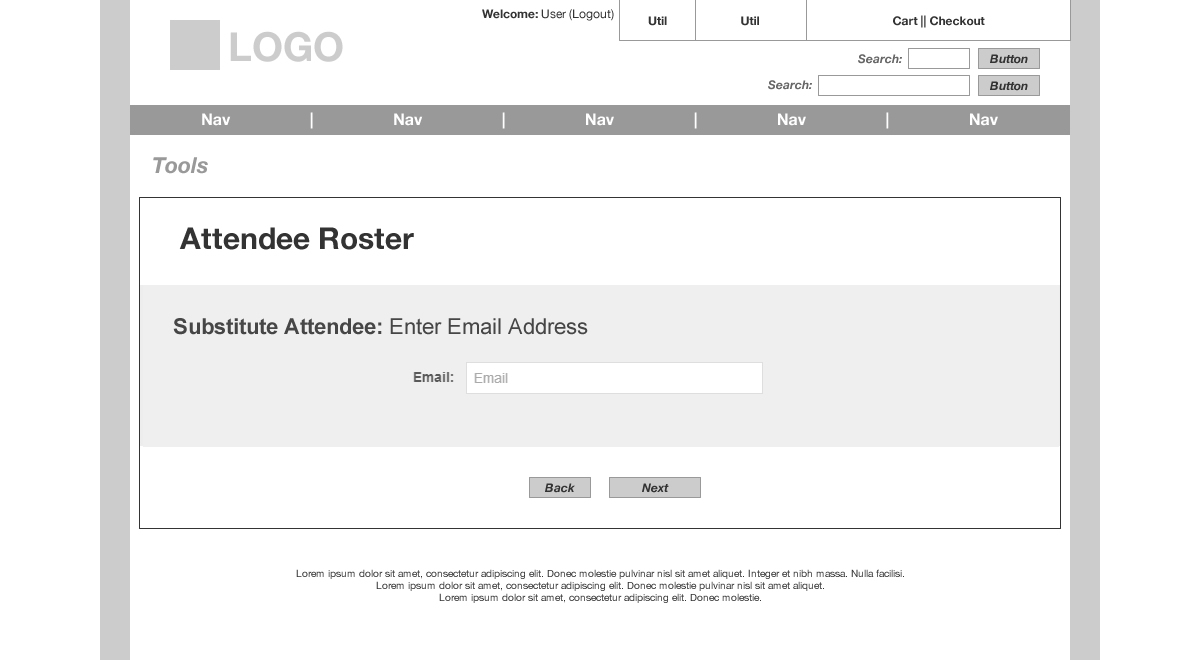 Welcome: User (Logout)
Util
Util
Cart || Checkout
LOGO
Search:
Button
Search:
Button
Nav | Nav | Nav | Nav | Nav
Tools
Attendee Roster
Substitute Attendee: Enter Email Address
Email: Email
Back
Next
Lorem ipsum dolor sit amet, consectetur adipiscing elit. Donec molestie pulvinar nisl sit amet aliquet. Integer et nibh massa. Nulla facilisi.
Lorem ipsum dolor sit amet, consectetur adipiscing elit. Donec molestie pulvinar nisl sit amet aliquet.
Lorem ipsum dolor sit amet, consectetur adipiscing elit. Donec molestie.